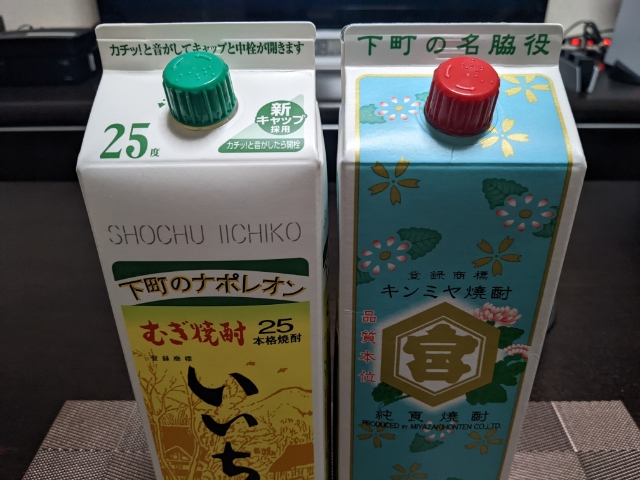 カチッ!と音がしてキャップと中栓が開きます
25度
新
キャップ
採用
カチッ!と音がしたら開栓
SHOCHU IICHIKO
下町のナポレオン
むぎ焼酎
25
本格焼酎
登録商標
いいち
下町の名脇役
登録商標
キンミヤ焼酎
品質本位
宮
純良焼酎
PRODUCED BY MIYAZAKIHONTEN CO.,LTD.